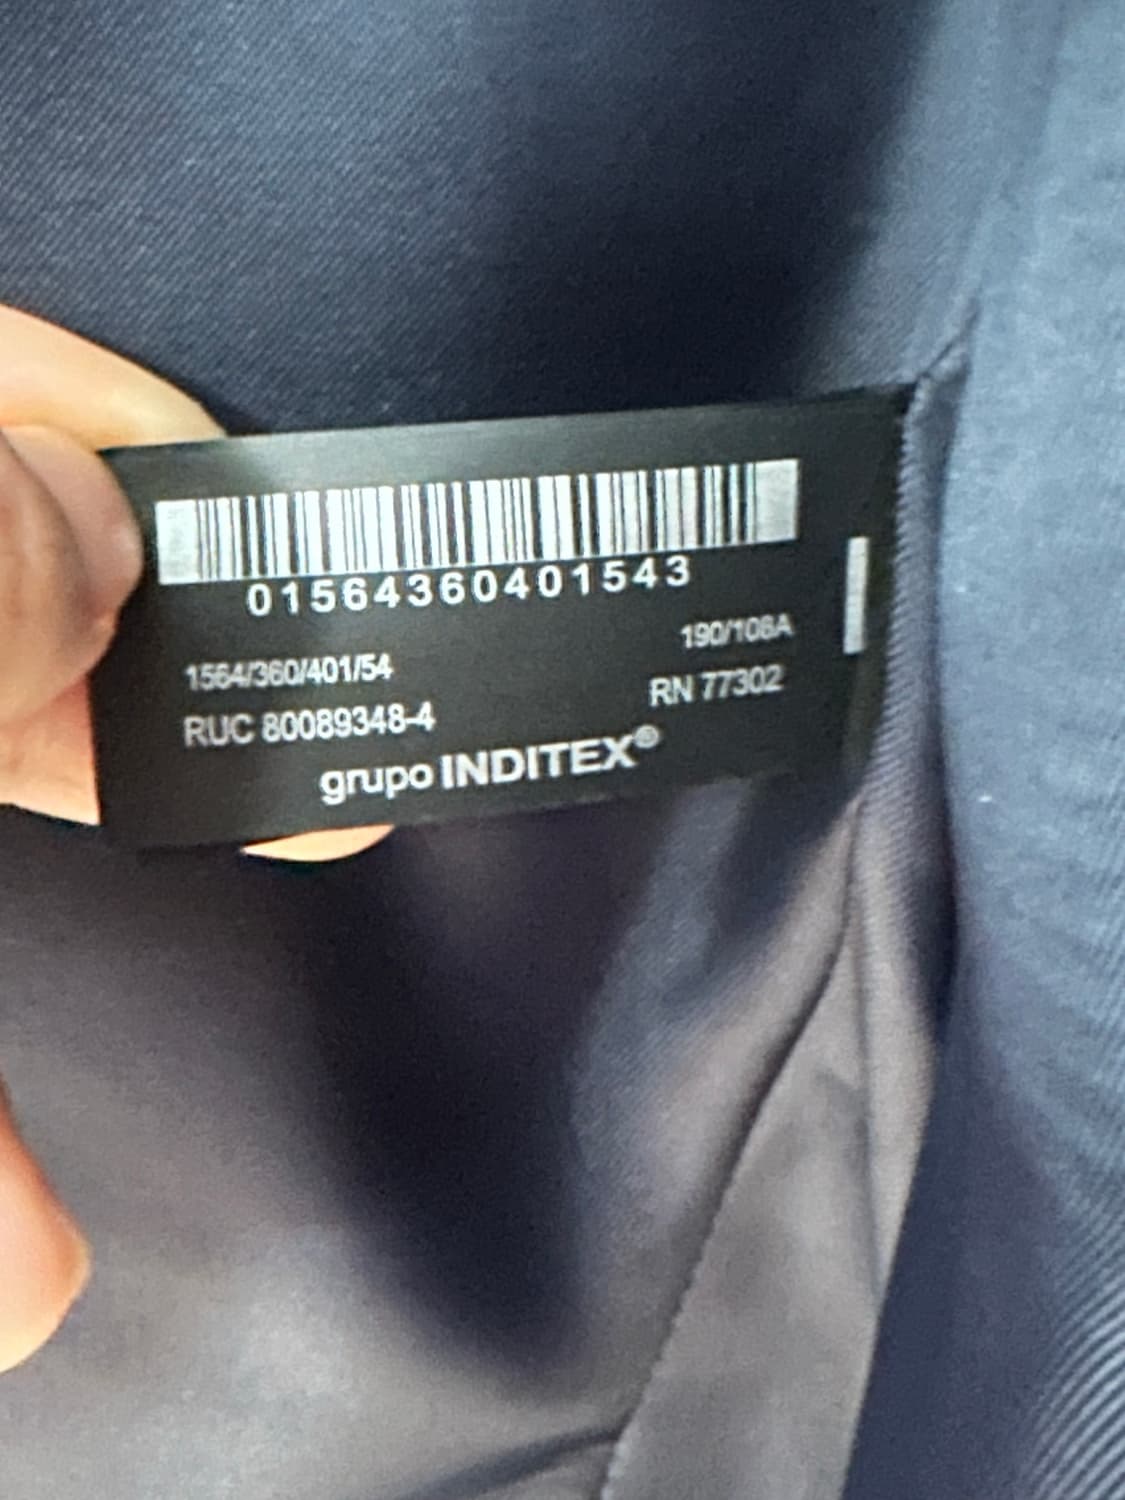 01564360401543
1564/360/401/54 190/108A
RUC 80089348-4 RN 77302
grupo INDITEX®